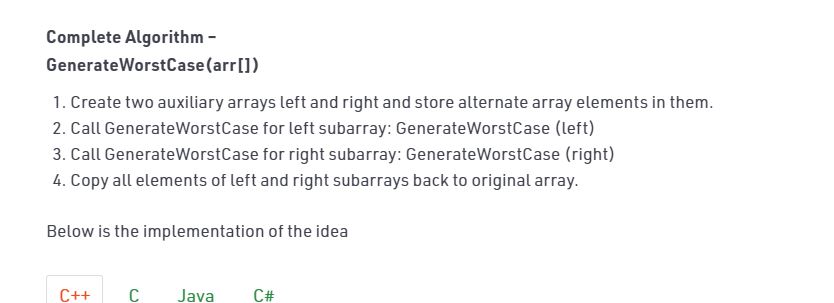 Complete Algorithm –
GenerateWorstCase(arr[])
1. Create two auxiliary arrays left and right and store alternate array elements in them.
2. Call GenerateWorstCase for left subarray: GenerateWorstCase (left)
3. Call GenerateWorstCase for right subarray: GenerateWorstCase (right)
4. Copy all elements of left and right subarrays back to original array.
Below is the implementation of the idea
C++ C Java C#